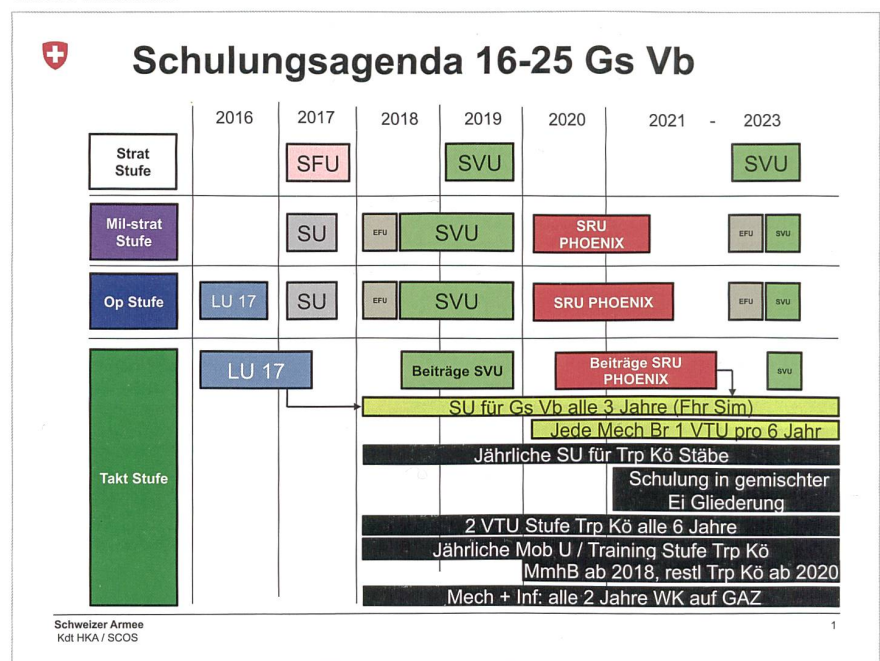 Schulungsagenda 16-25 Gs Vb
2016 2017 2018 2019 2020 2021 - 2023
Strat
Stufe
SFU SVU SVU
Mil-strat
Stufe
SU EFU SVU SRU
PHOENIX
EFU SVU
Op Stufe
LU 17 SU EFU SVU SRU PHOENIX EFU SVU
Takt Stufe
LU 17 Beiträge SVU Beiträge SRU
PHOENIX
SVU
SU für Gs Vb alle 3 Jahre (Fhr Sim)
Jede Mech Br 1 VTU pro 6 Jahr
Jährliche SU für Trp Kö Stäbe
Schulung in gemischter
Ei Gliederung
2 VTU Stufe Trp Kö alle 6 Jahre
Jährliche Mob U / Training Stufe Trp Kö
MmhB ab 2018, restl Trp Kö ab 2020
Mech + Inf: alle 2 Jahre WK auf GAZ
Schweizer Armee
Kdt HKA / SCOS
1